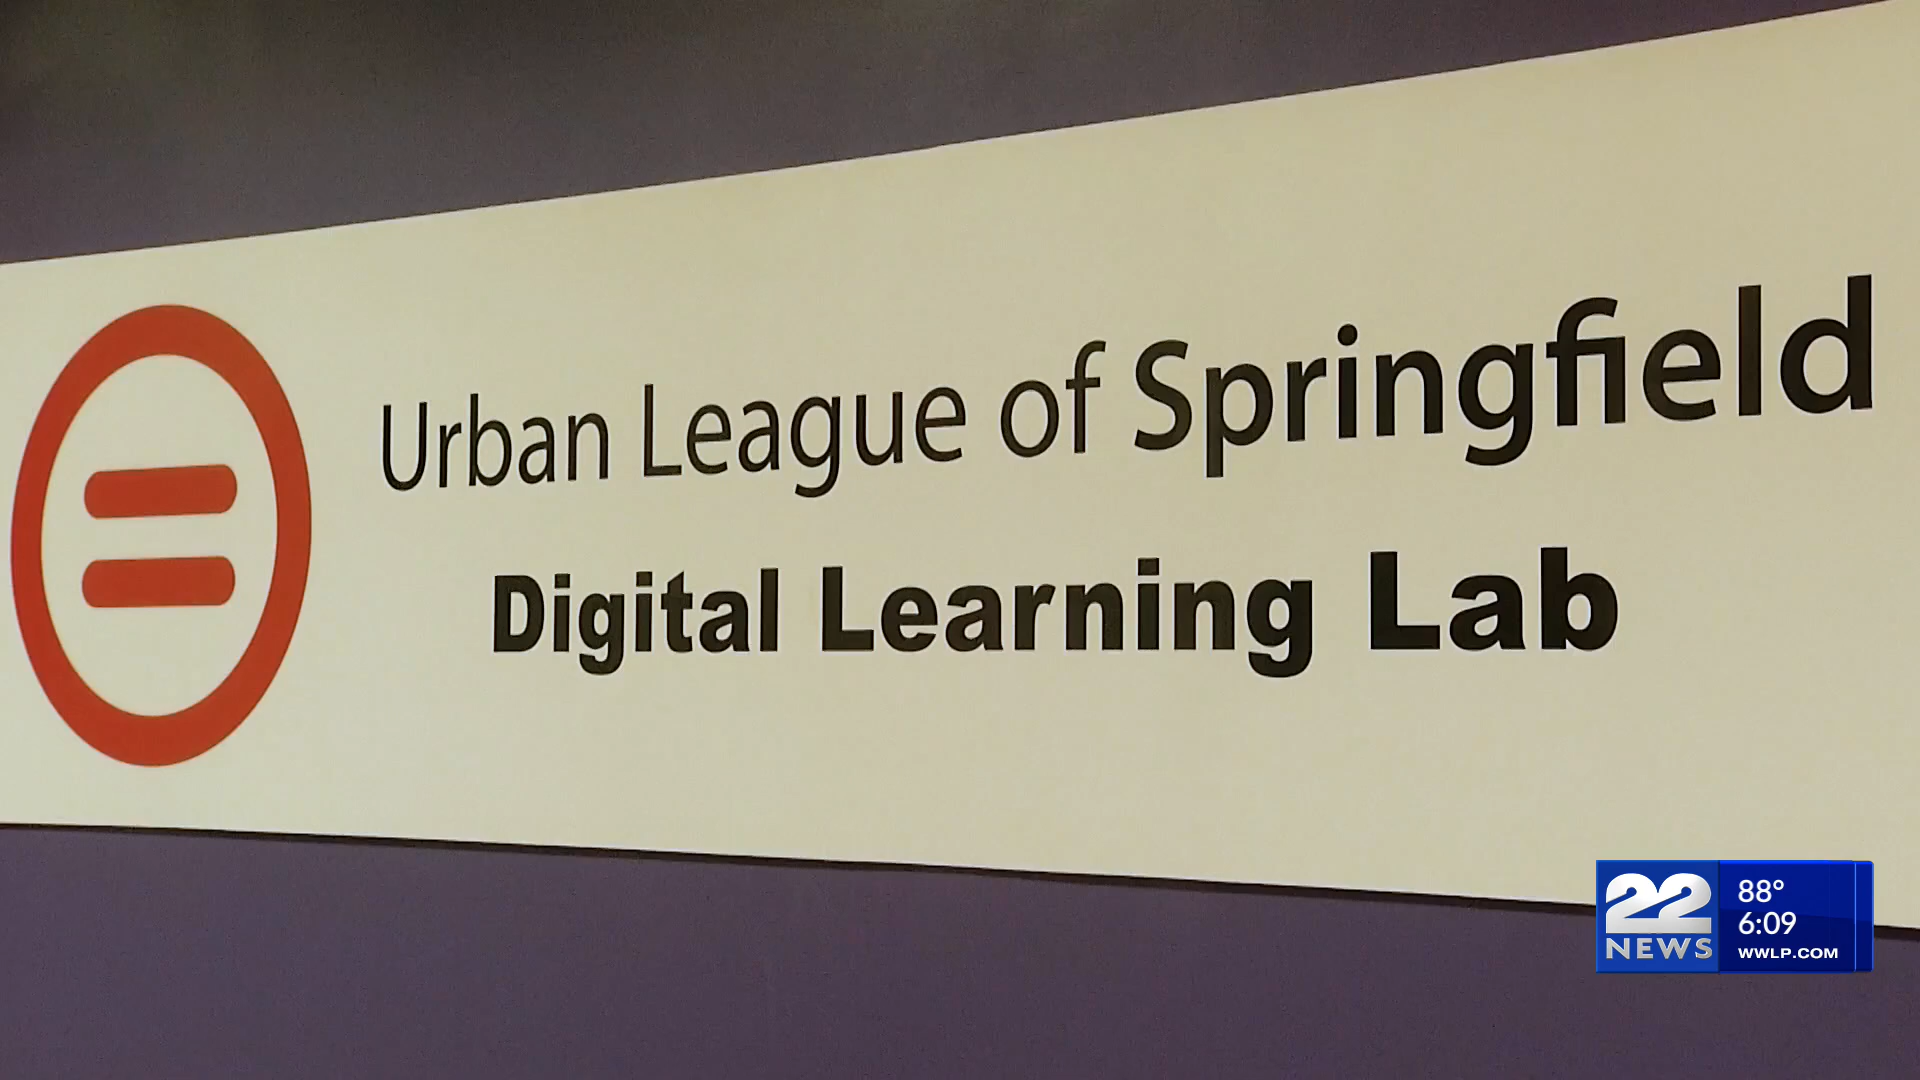 Urban League of Springfield
Digital Learning Lab
22
NEWS
88°
6:09
WWLP.COM